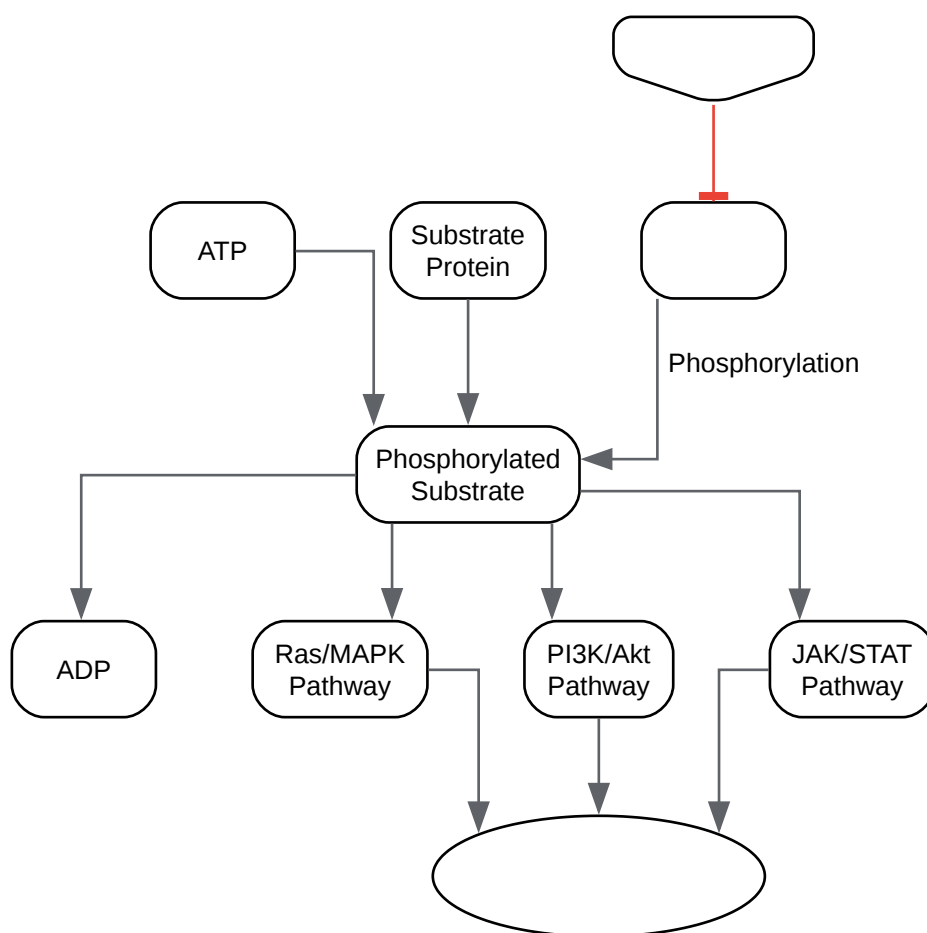 ATP
Substrate
Protein
Phosphorylation
Phosphorylated
Substrate
ADP
Ras/MAPK
Pathway
PI3K/Akt
Pathway
JAK/STAT
Pathway